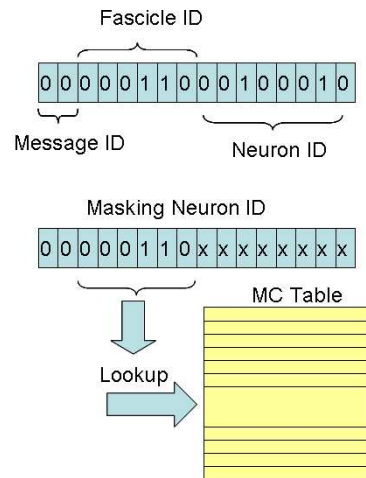 Fascicle ID
0 0 0 0 0 1 1 0 0 0 1 0 0 0 1 0
Message ID Neuron ID
Masking Neuron ID
0 0 0 0 0 1 1 0 x x x x x x x x
MC Table
Lookup